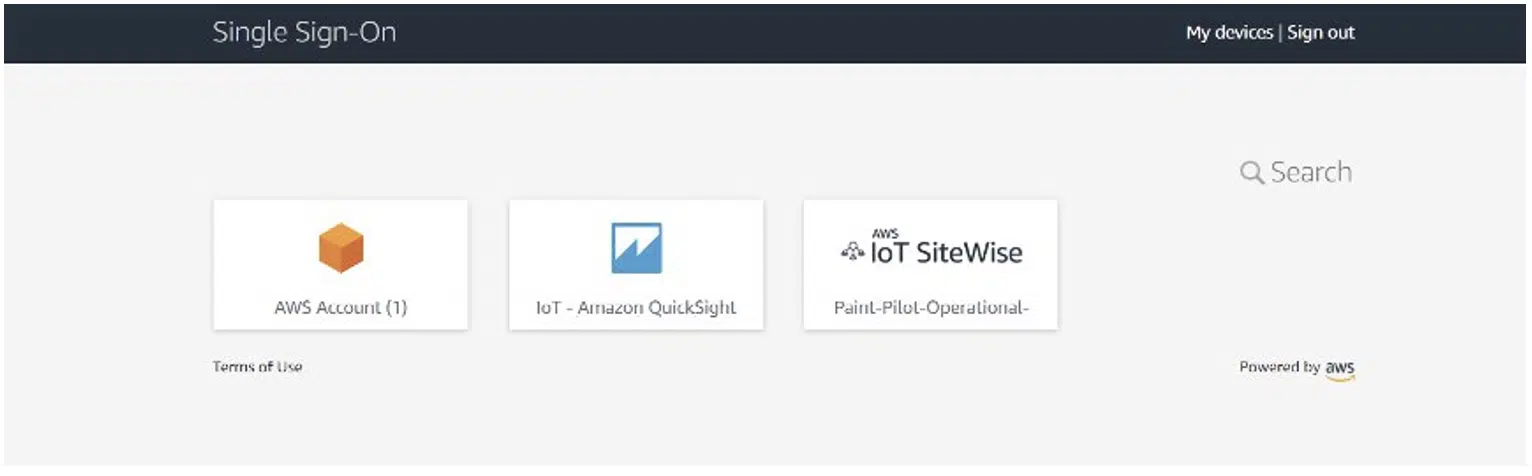 Single Sign-On
My devices | Sign out
Search
AWS Account (1)
IoT - Amazon QuickSight
AWS
IoT SiteWise
Paint-Pilot-Operational-
Terms of Use
Powered by aws